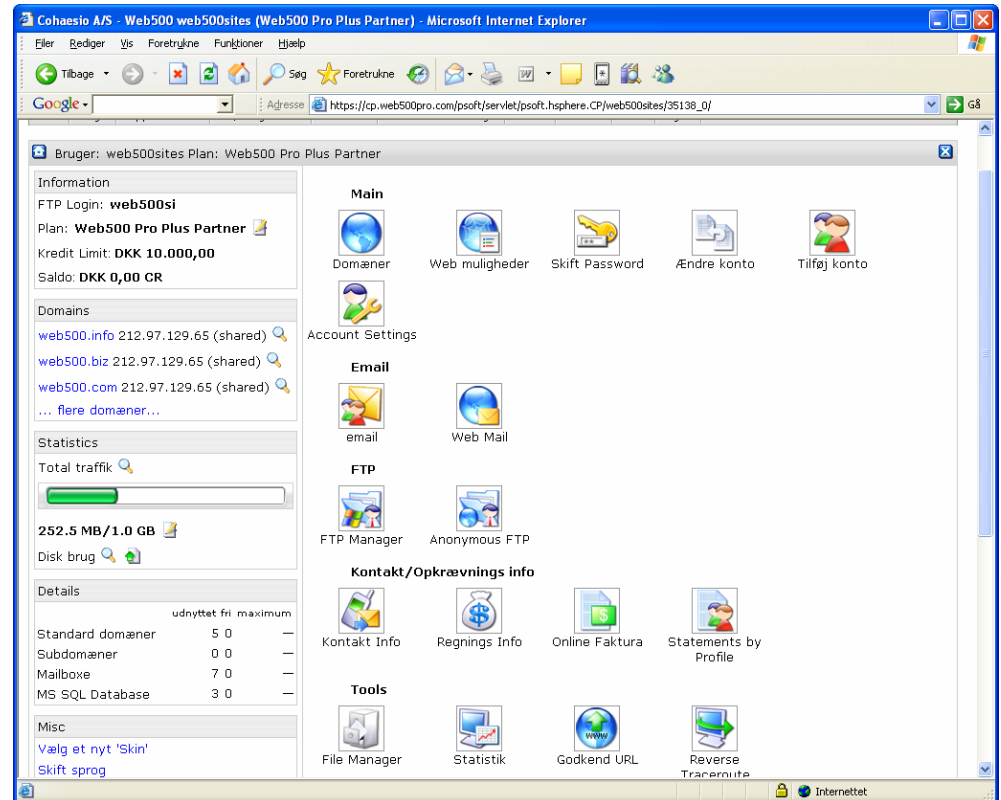 Cohaesio A/S - Web500 web500sites (Web500 Pro Plus Partner) - Microsoft Internet Explorer
Filer Rediger Vis Foretrukne Funktioner Hjælp
Tilbage Søg Foretrukne
Google Adresse https://cp.web500pro.com/psoft/servlet/psoft.hsphere.CP/web500sites/35138_0/ Gå
Bruger: web500sites Plan: Web500 Pro Plus Partner
Information
FTP Login: web500si
Plan: Web500 Pro Plus Partner
Kredit Limit: DKK 10.000,00
Saldo: DKK 0,00 CR
Domains
web500.info 212.97.129.65 (shared)
web500.biz 212.97.129.65 (shared)
web500.com 212.97.129.65 (shared)
... flere domæner...
Statistics
Total traffik
252.5 MB/1.0 GB
Disk brug
Details
udnyttet fri maximum
Standard domæner 5 0 —
Subdomæner 0 0 —
Mailboxe 7 0 —
MS SQL Database 3 0 —
Misc
Vælg et nyt 'Skin'
Skift sprog
Main
Domæner Web muligheder Skift Password Ændre konto Tilføj konto
Account Settings
Email
email Web Mail
FTP
FTP Manager Anonymous FTP
Kontakt/Opkrævnings info
Kontakt Info Regnings Info Online Faktura Statements by
Profile
Tools
www
File Manager Statistik Godkend URL Reverse
Traceroute
Internettet